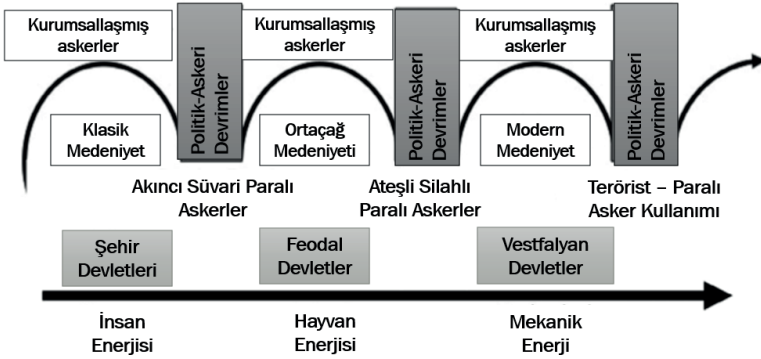 Kurumsallaşmış
askerler
Politik-Askeri
Devrimler
Kurumsallaşmış
askerler
Politik-Askeri
Devrimler
Kurumsallaşmış
askerler
Politik-Askeri
Devrimler
Klasik
Medeniyet
Ortaçağ
Medeniyeti
Modern
Medeniyet
Akıncı Süvari Paralı
Askerler
Ateşli Silahlı
Paralı Askerler
Terörist – Paralı
Asker Kullanımı
Şehir
Devletleri
Feodal
Devletler
Vestfalyan
Devletler
İnsan
Enerjisi
Hayvan
Enerjisi
Mekanik
Enerji